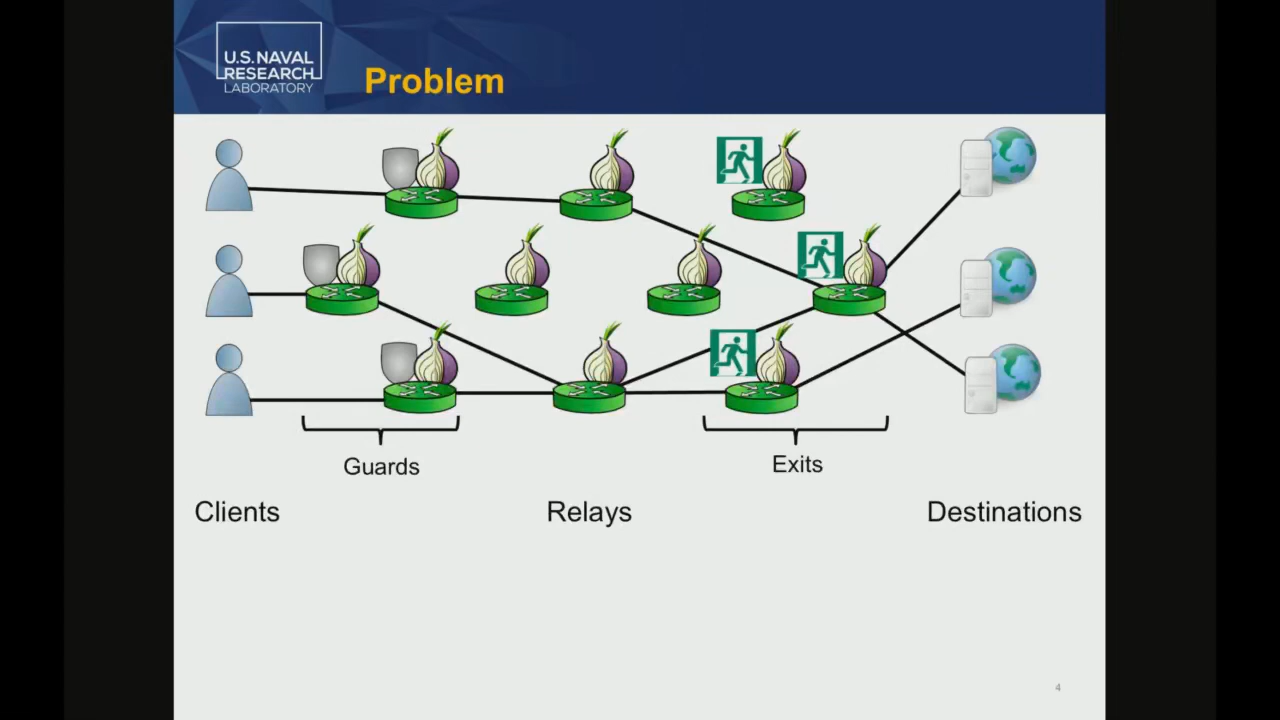 U.S. NAVAL
RESEARCH
LABORATORY
Problem
Guards
Exits
Clients
Relays
Destinations
4